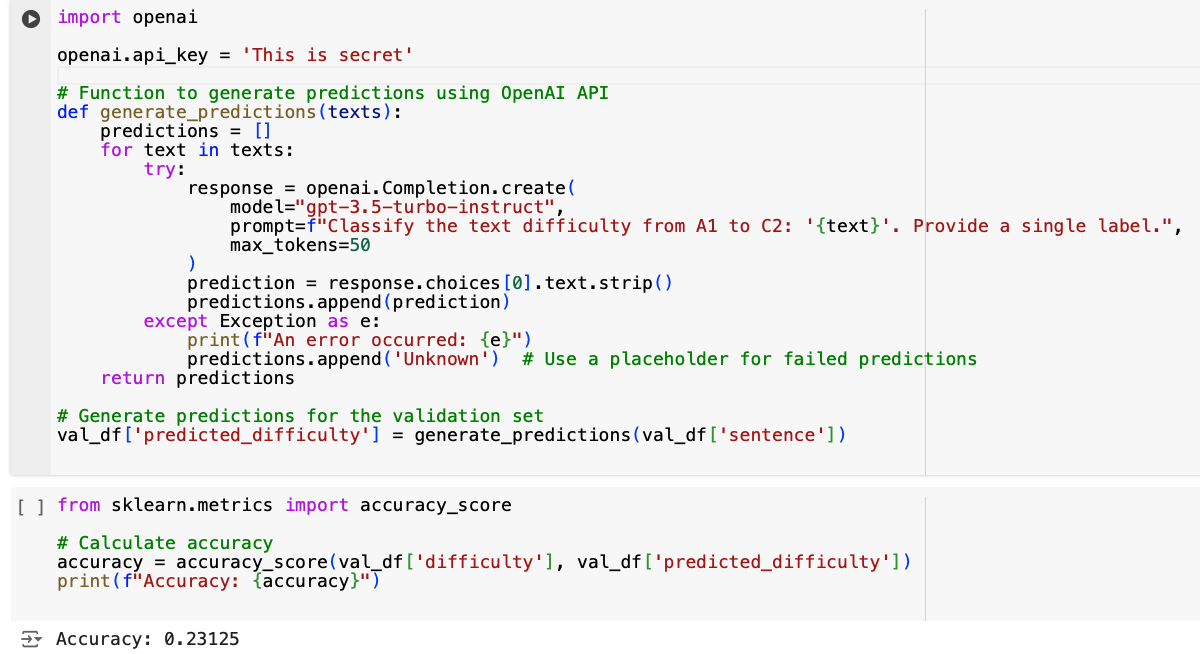 import openai
openai.api_key = 'This is secret'
# Function to generate predictions using OpenAI API
def generate_predictions(texts):
    predictions = []
    for text in texts:
        try:
            response = openai.Completion.create(
                model="gpt-3.5-turbo-instruct",
                prompt=f"Classify the text difficulty from A1 to C2: '{text}'. Provide a single label.",
                max_tokens=50
            )
            prediction = response.choices[0].text.strip()
            predictions.append(prediction)
        except Exception as e:
            print(f"An error occurred: {e}")
            predictions.append('Unknown')  # Use a placeholder for failed predictions
    return predictions
# Generate predictions for the validation set
val_df['predicted_difficulty'] = generate_predictions(val_df['sentence'])
[ ] from sklearn.metrics import accuracy_score
# Calculate accuracy
accuracy = accuracy_score(val_df['difficulty'], val_df['predicted_difficulty'])
print(f"Accuracy: {accuracy}")
Accuracy: 0.23125